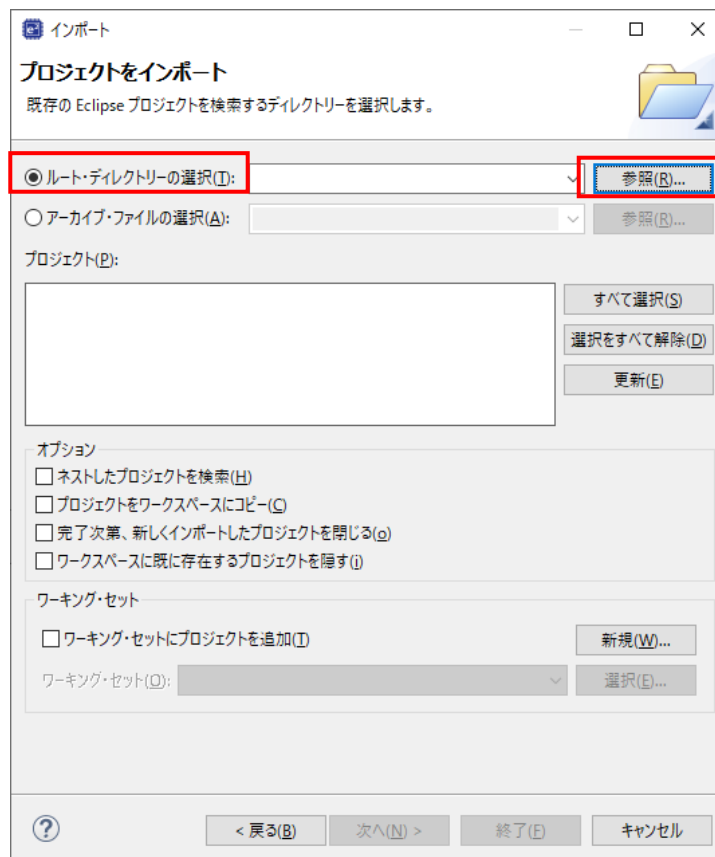 インポート
プロジェクトをインポート
既存の Eclipse プロジェクトを検索するディレクトリーを選択します。
ルート・ディレクトリーの選択(T):
参照(R)...
アーカイブ・ファイルの選択(A):
参照(R)...
プロジェクト(P):
すべて選択(S)
選択をすべて解除(D)
更新(E)
オプション
ネストしたプロジェクトを検索(H)
プロジェクトをワークスペースにコピー(C)
完了次第、新しくインポートしたプロジェクトを閉じる(o)
ワークスペースに既に存在するプロジェクトを隠す(i)
ワーキング・セット
ワーキング・セットにプロジェクトを追加(T)
新規(W)...
ワーキング・セット(O):
選択(E)...
< 戻る(B)
次へ(N) >
終了(F)
キャンセル